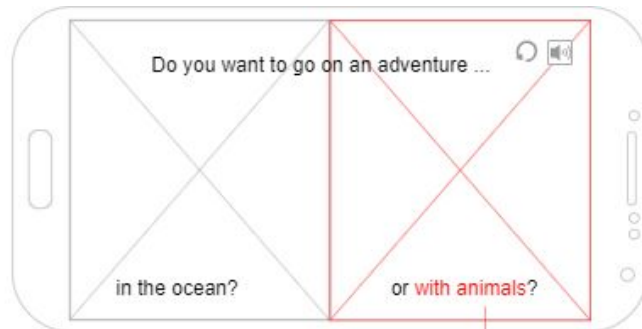 Do you want to go on an adventure ...
in the ocean?
or with animals?